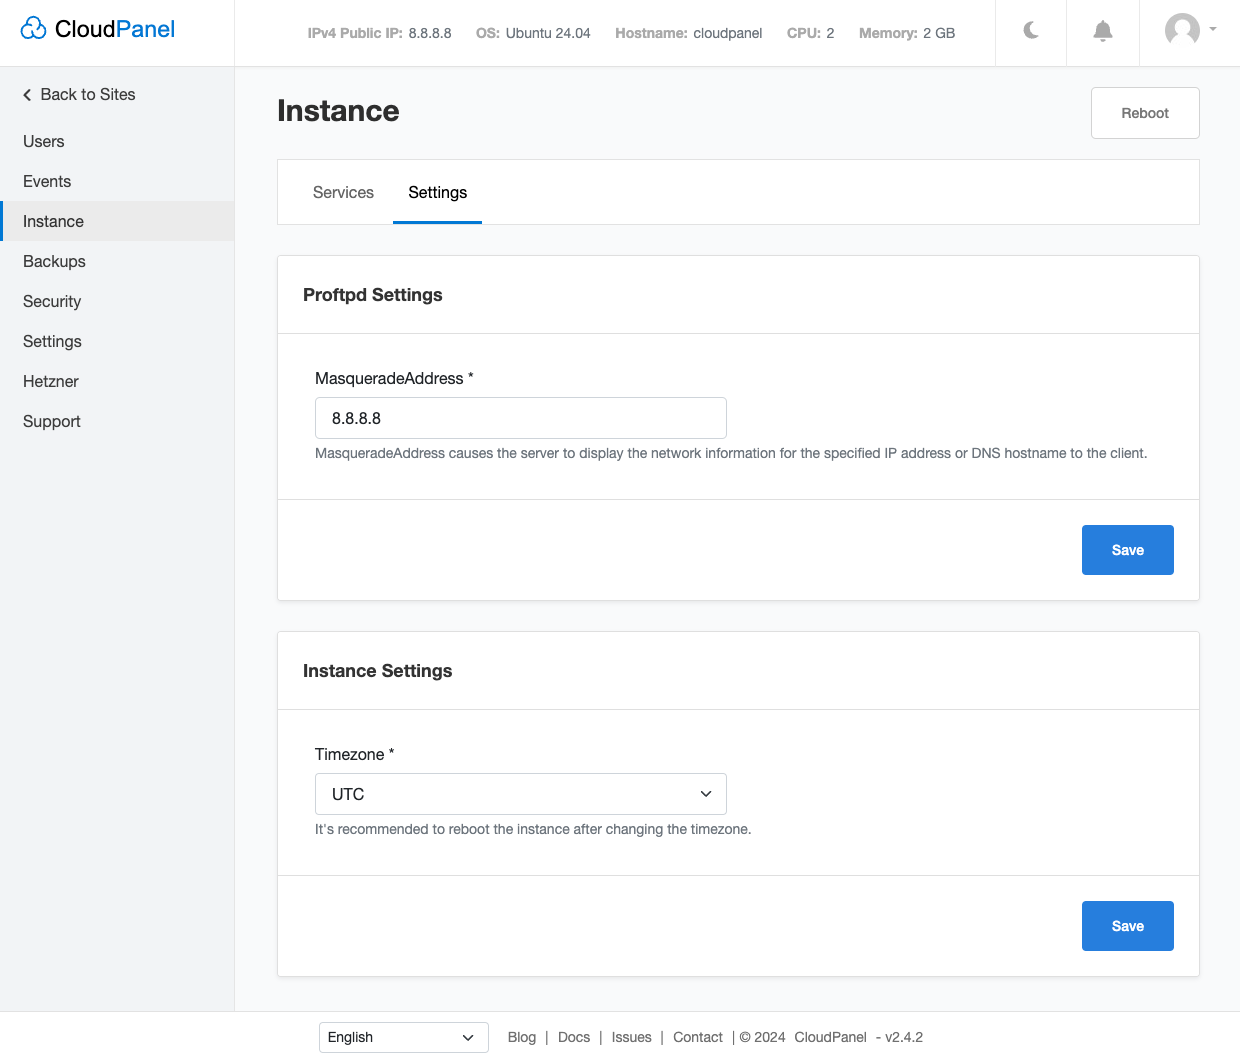 CloudPanel
IPv4 Public IP: 8.8.8.8 OS: Ubuntu 24.04 Hostname: cloudpanel CPU: 2 Memory: 2 GB
Back to Sites
Users
Events
Instance
Backups
Security
Settings
Hetzner
Support
Instance
Reboot
Services Settings
Proftpd Settings
MasqueradeAddress *
8.8.8.8
MasqueradeAddress causes the server to display the network information for the specified IP address or DNS hostname to the client.
Save
Instance Settings
Timezone *
UTC
It's recommended to reboot the instance after changing the timezone.
Save
English Blog | Docs | Issues | Contact | © 2024 CloudPanel - v2.4.2